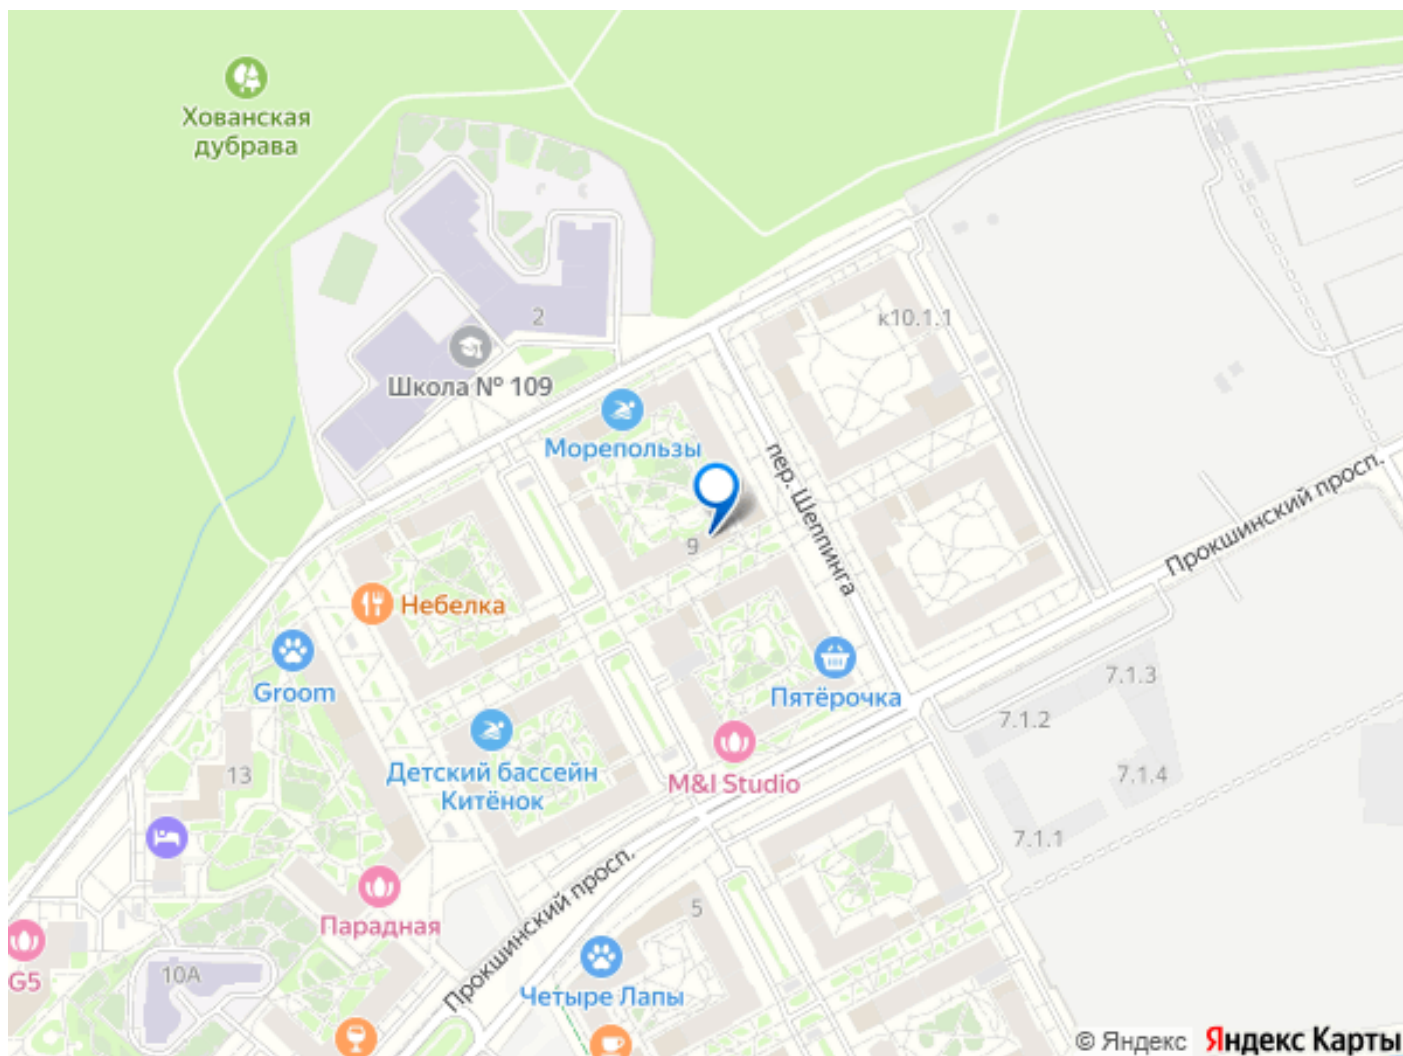 Хованская
дубрава
к10.1.1
2
Школа № 109
Морепользы
пер. Шеппинга
Прокшинский просп.
9
Небелка
Groom
Пятёрочка
7.1.3
7.1.2
M&I Studio
Детский бассейн
Китёнок
13
7.1.4
7.1.1
Прокшинский просп.
Парадная
5
G5
10А
Четыре Лапы
© Яндекс Яндекс Карты